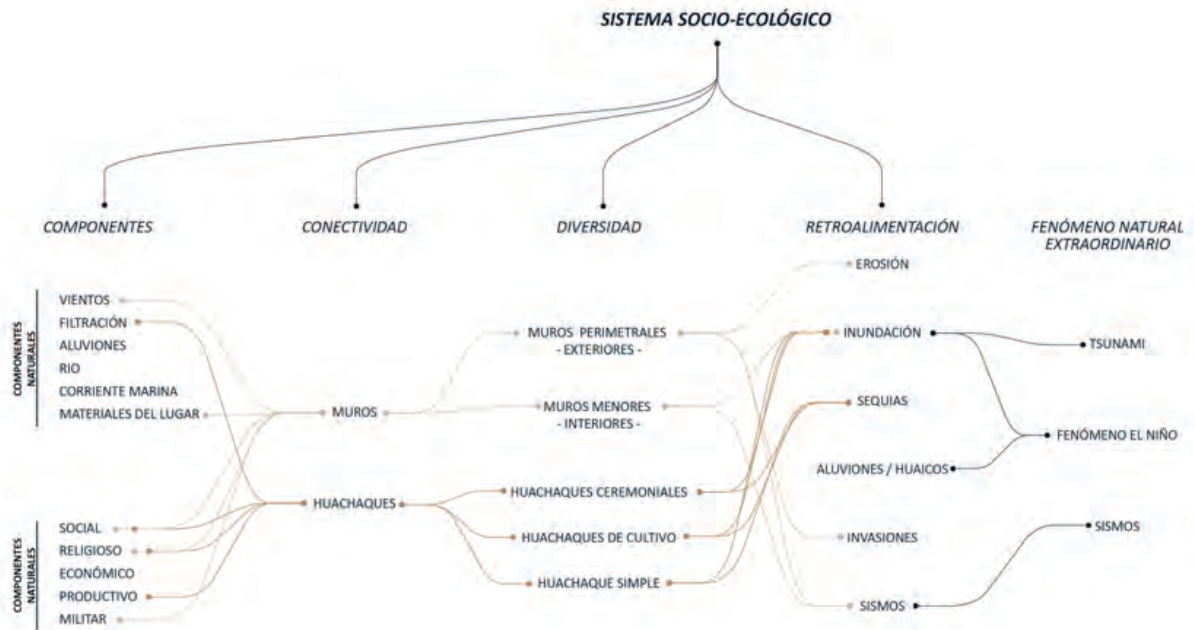 SISTEMA SOCIO-ECOLÓGICO
COMPONENTES
CONECTIVIDAD
DIVERSIDAD
RETROALIMENTACIÓN
FENÓMENO NATURAL
EXTRAORDINARIO
COMPONENTES
NATURALES
VIENTOS
FILTRACIÓN
ALUVIONES
RIO
CORRIENTE MARINA
MATERIALES DEL LUGAR
COMPONENTES
NATURALES
SOCIAL
RELIGIOSO
ECONÓMICO
PRODUCTIVO
MILITAR
MUROS
HUACHAQUES
MUROS PERIMETRALES
- EXTERIORES -
MUROS MENORES
- INTERIORES -
HUACHAQUES CEREMONIALES
HUACHAQUES DE CULTIVO
HUACHAQUE SIMPLE
EROSIÓN
INUNDACIÓN
SEQUIAS
ALUVIONES / HUAICOS
INVASIONES
SISMOS
TSUNAMI
FENÓMENO EL NIÑO
SISMOS